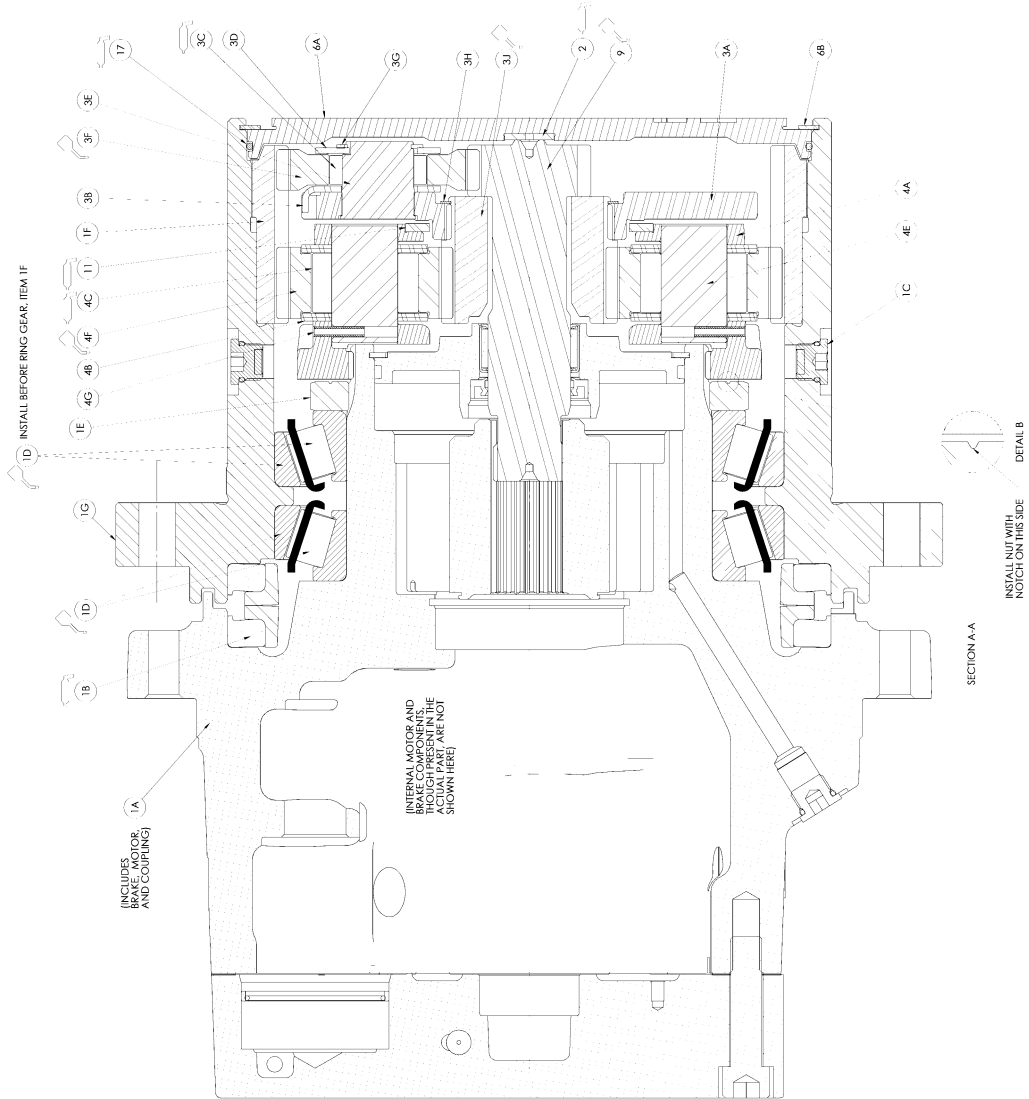 INSTALL BEFORE RING GEAR, ITEM 1F
1D
1G
1D
1B
1A
(INCLUDES
BRAKE, MOTOR,
AND COUPLING)
17
3C
3D
6A
3G
3H
3J
2
9
3A
6B
3E
3F
3B
1F
11
4C
4F
4B
4G
1E
4A
4E
1C
(INTERNAL MOTOR AND
BRAKE COMPONENTS,
THOUGH PRESENT IN THE
ACTUAL PART, ARE NOT
SHOWN HERE)
SECTION A-A
INSTALL NUT WITH
NOTCH ON THIS SIDE
DETAIL B